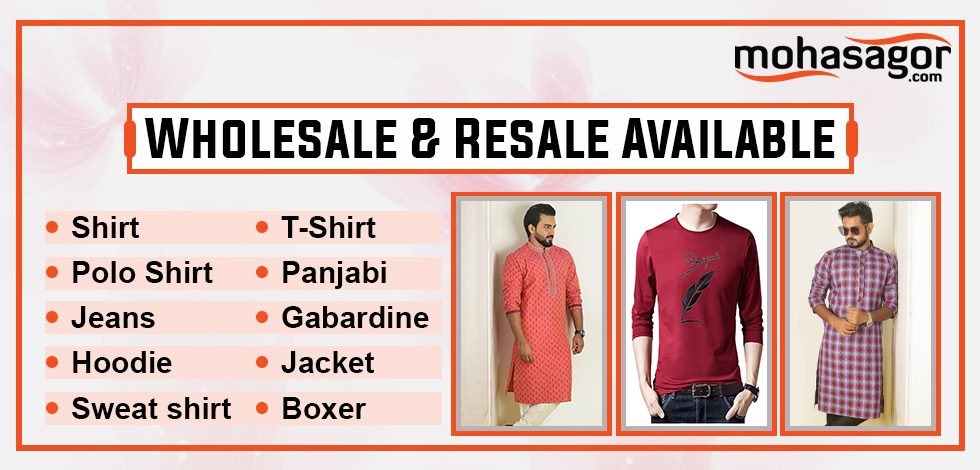 mohasagor
.com
WHOLESALE & RESALE AVAILABLE
• Shirt
• Polo Shirt
• Jeans
• Hoodie
• Sweat shirt
• T-Shirt
• Panjabi
• Gabardine
• Jacket
• Boxer